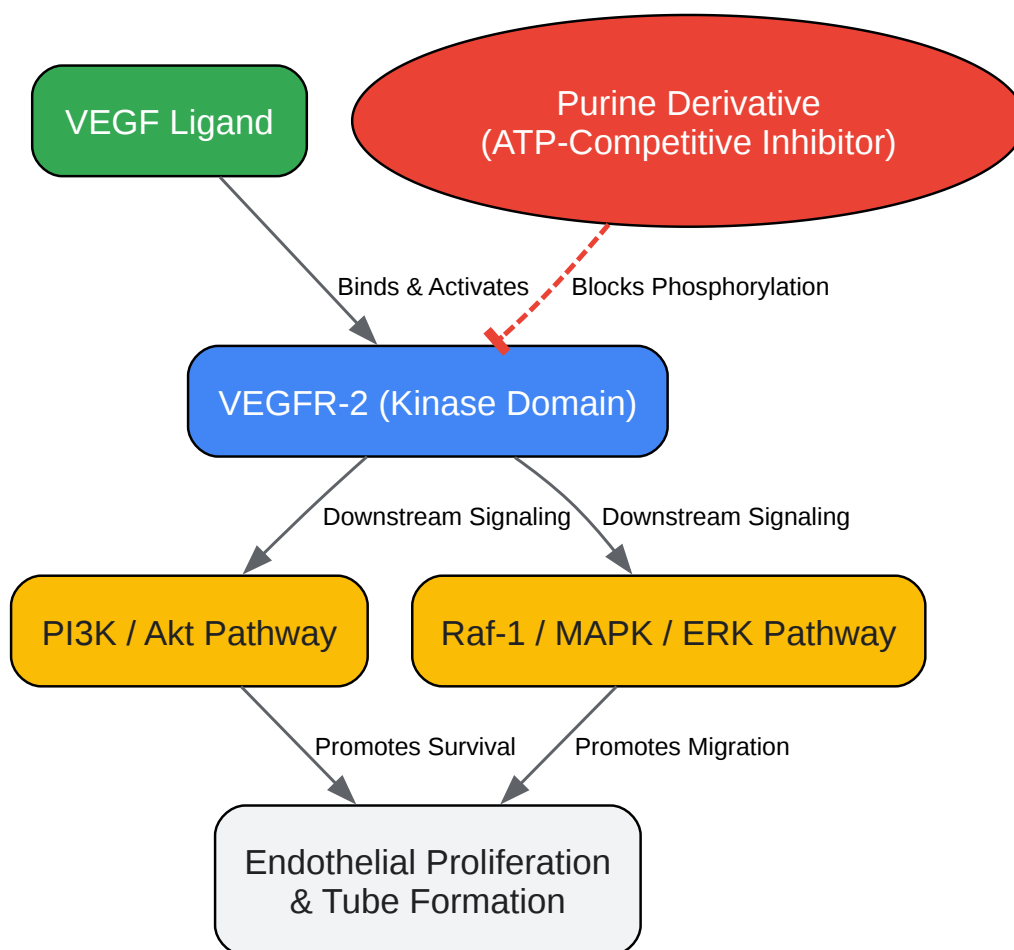 VEGF Ligand
Purine Derivative
(ATP-Competitive Inhibitor)
Binds & Activates
Blocks Phosphorylation
VEGFR-2 (Kinase Domain)
Downstream Signaling
Downstream Signaling
PI3K / Akt Pathway
Raf-1 / MAPK / ERK Pathway
Promotes Survival
Promotes Migration
Endothelial Proliferation
& Tube Formation